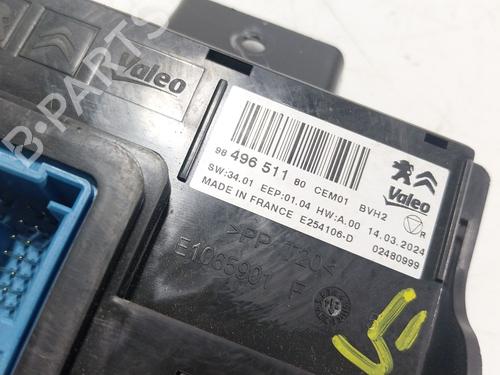 Valeo
98 496 511 80 CEM01 BVH2
SW:34.01 EEP:01.04 HW:A.00 14.03.2024
MADE IN FRANCE E254106-D 02480999
Valeo
R
>PP T20<
E1065991 F
B-PARTS